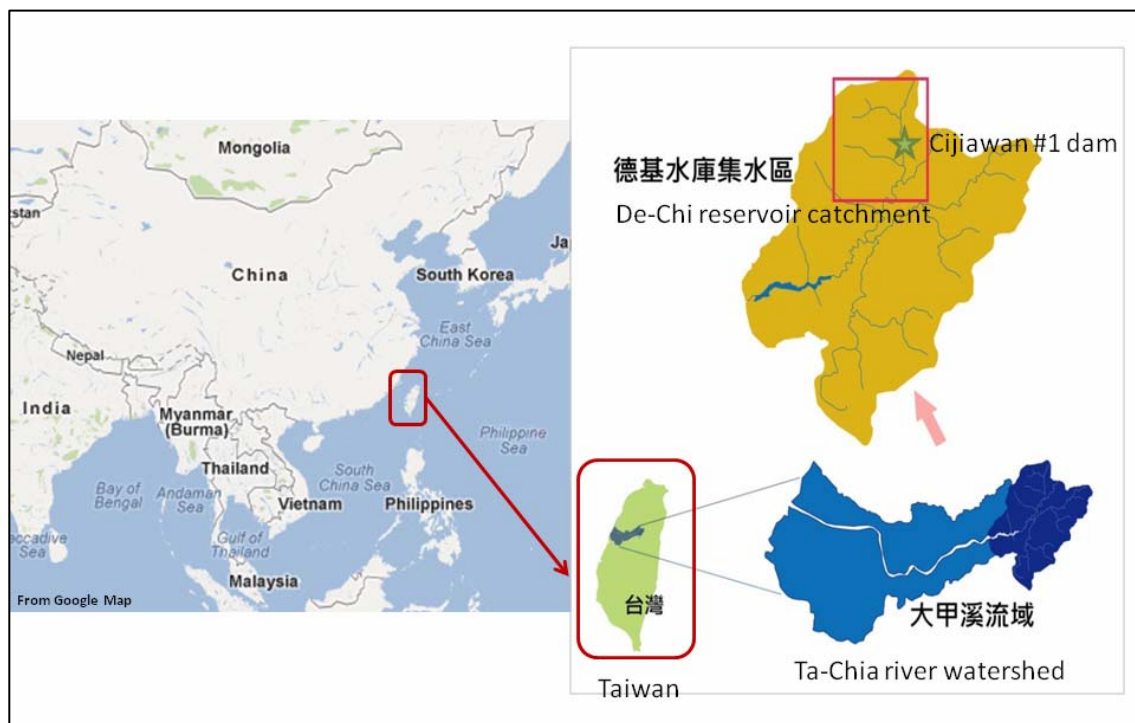 Mongolia
stan
China
South Korea
Ja
East
China Sea
Nepal
India
Myanmar
(Burma)
Thailand
Vietnam
Philippines
Philippine
Sea
South
China Sea
Bay of
Bengal
Andaman
Sea
Gulf of
Thailand
accadive
Sea
Malaysia
From Google Map
Cijiawan #1 dam
德基水庫集水區
De-Chi reservoir catchment
台灣
Taiwan
大甲溪流域
Ta-Chia river watershed